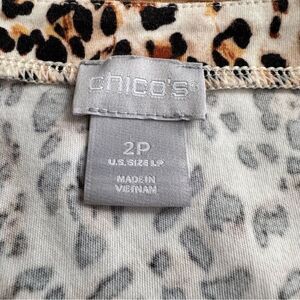 chico's
2P
U.S. SIZE LP
MADE IN
VIETNAM